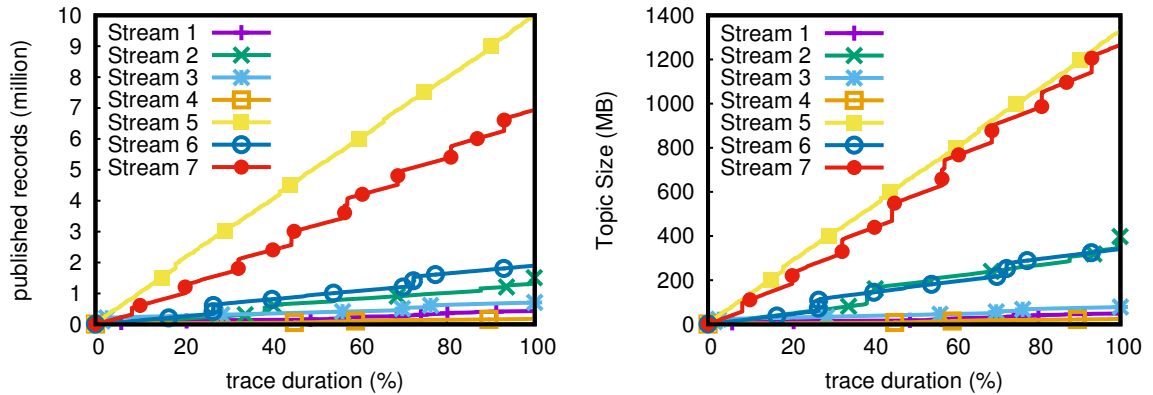 published records (million)
10
9
8
7
6
5
4
3
2
1
0
Stream 1
Stream 2
Stream 3
Stream 4
Stream 5
Stream 6
Stream 7
0 20 40 60 80 100
trace duration (%)
Topic Size (MB)
1400
1200
1000
800
600
400
200
0
Stream 1
Stream 2
Stream 3
Stream 4
Stream 5
Stream 6
Stream 7
0 20 40 60 80 100
trace duration (%)